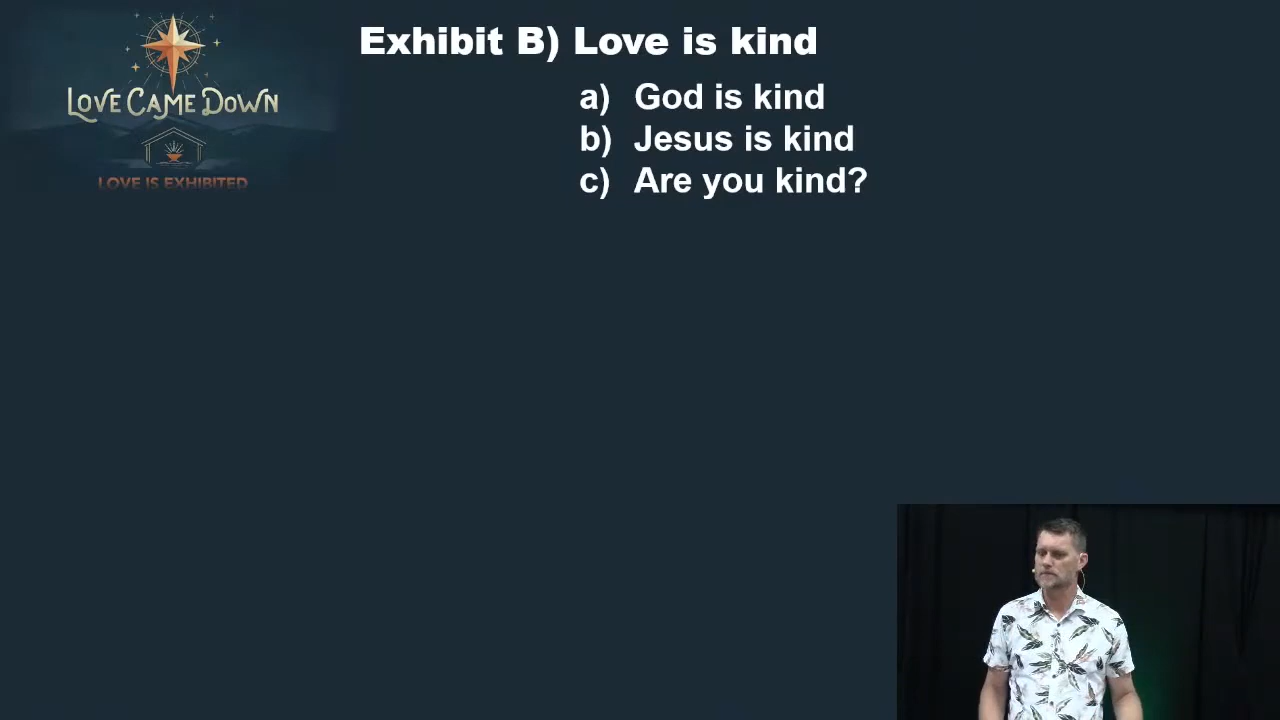 LOVE CAME DOWN
LOVE IS EXHIBITED
Exhibit B) Love is kind
a) God is kind
b) Jesus is kind
c) Are you kind?